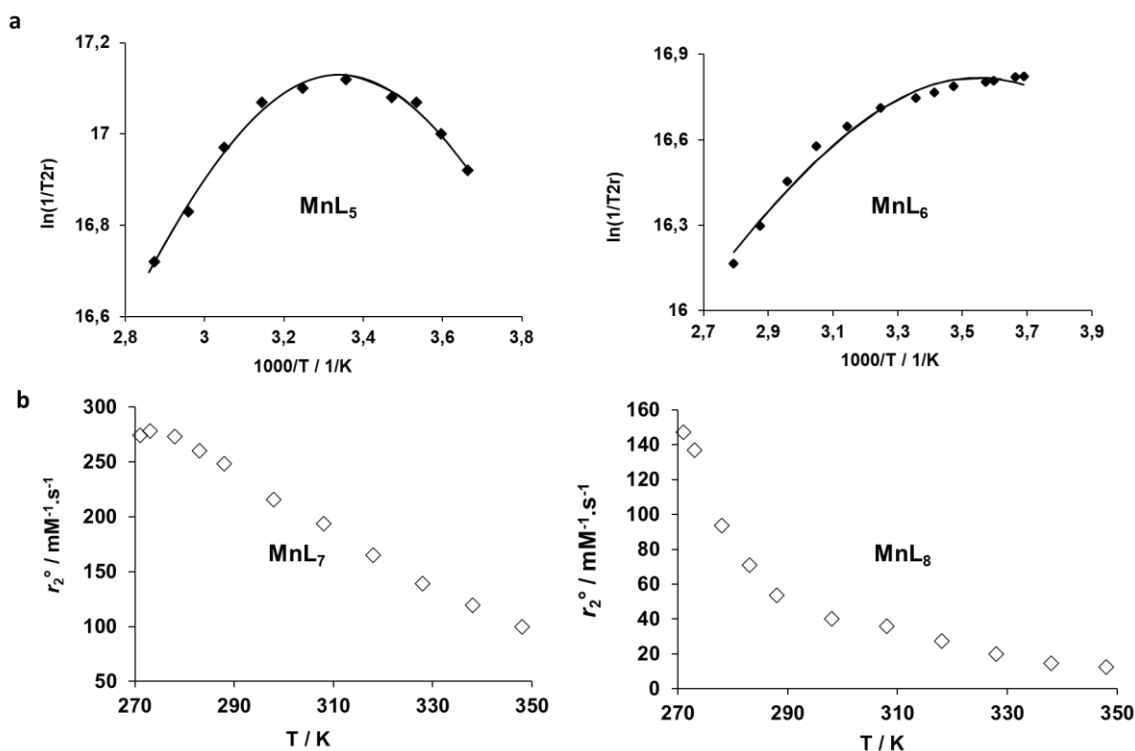 a
17,2
17
16,8
16,6
ln(1/T2r)
MnL5
2,8 3 3,2 3,4 3,6 3,8
1000/T / 1/K
16,9
16,6
16,3
16
ln(1/T2r)
MnL6
2,7 2,9 3,1 3,3 3,5 3,7 3,9
1000/T / 1/K
b
300
250
200
150
100
50
r2° / mM-1.s-1
MnL7
270 290 310 330 350
T / K
160
140
120
100
80
60
40
20
0
r2° / mM-1.s-1
MnL8
270 290 310 330 350
T / K